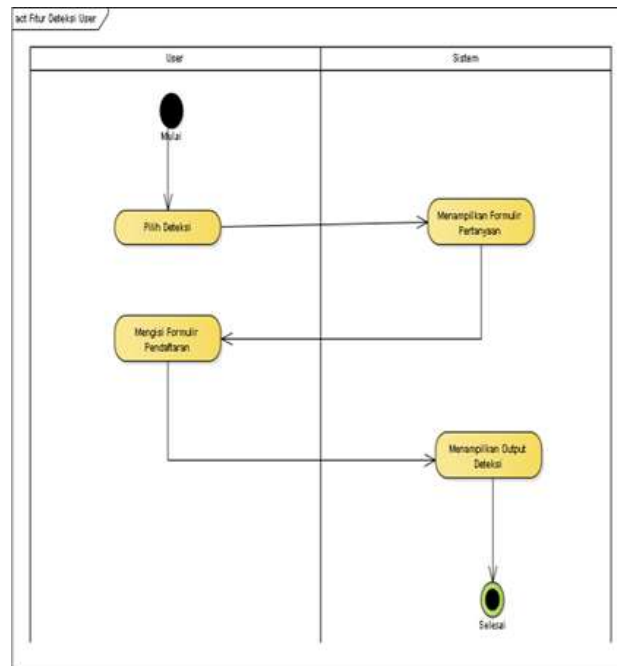 act Fitur Deteksi User
User
Sistem
Mulai
Pilih Deteksi
Menampilkan Formulir
Pertanyaan
Mengisi Formulir
Pendaftaran
Menampilkan Output
Deteksi
Selesai